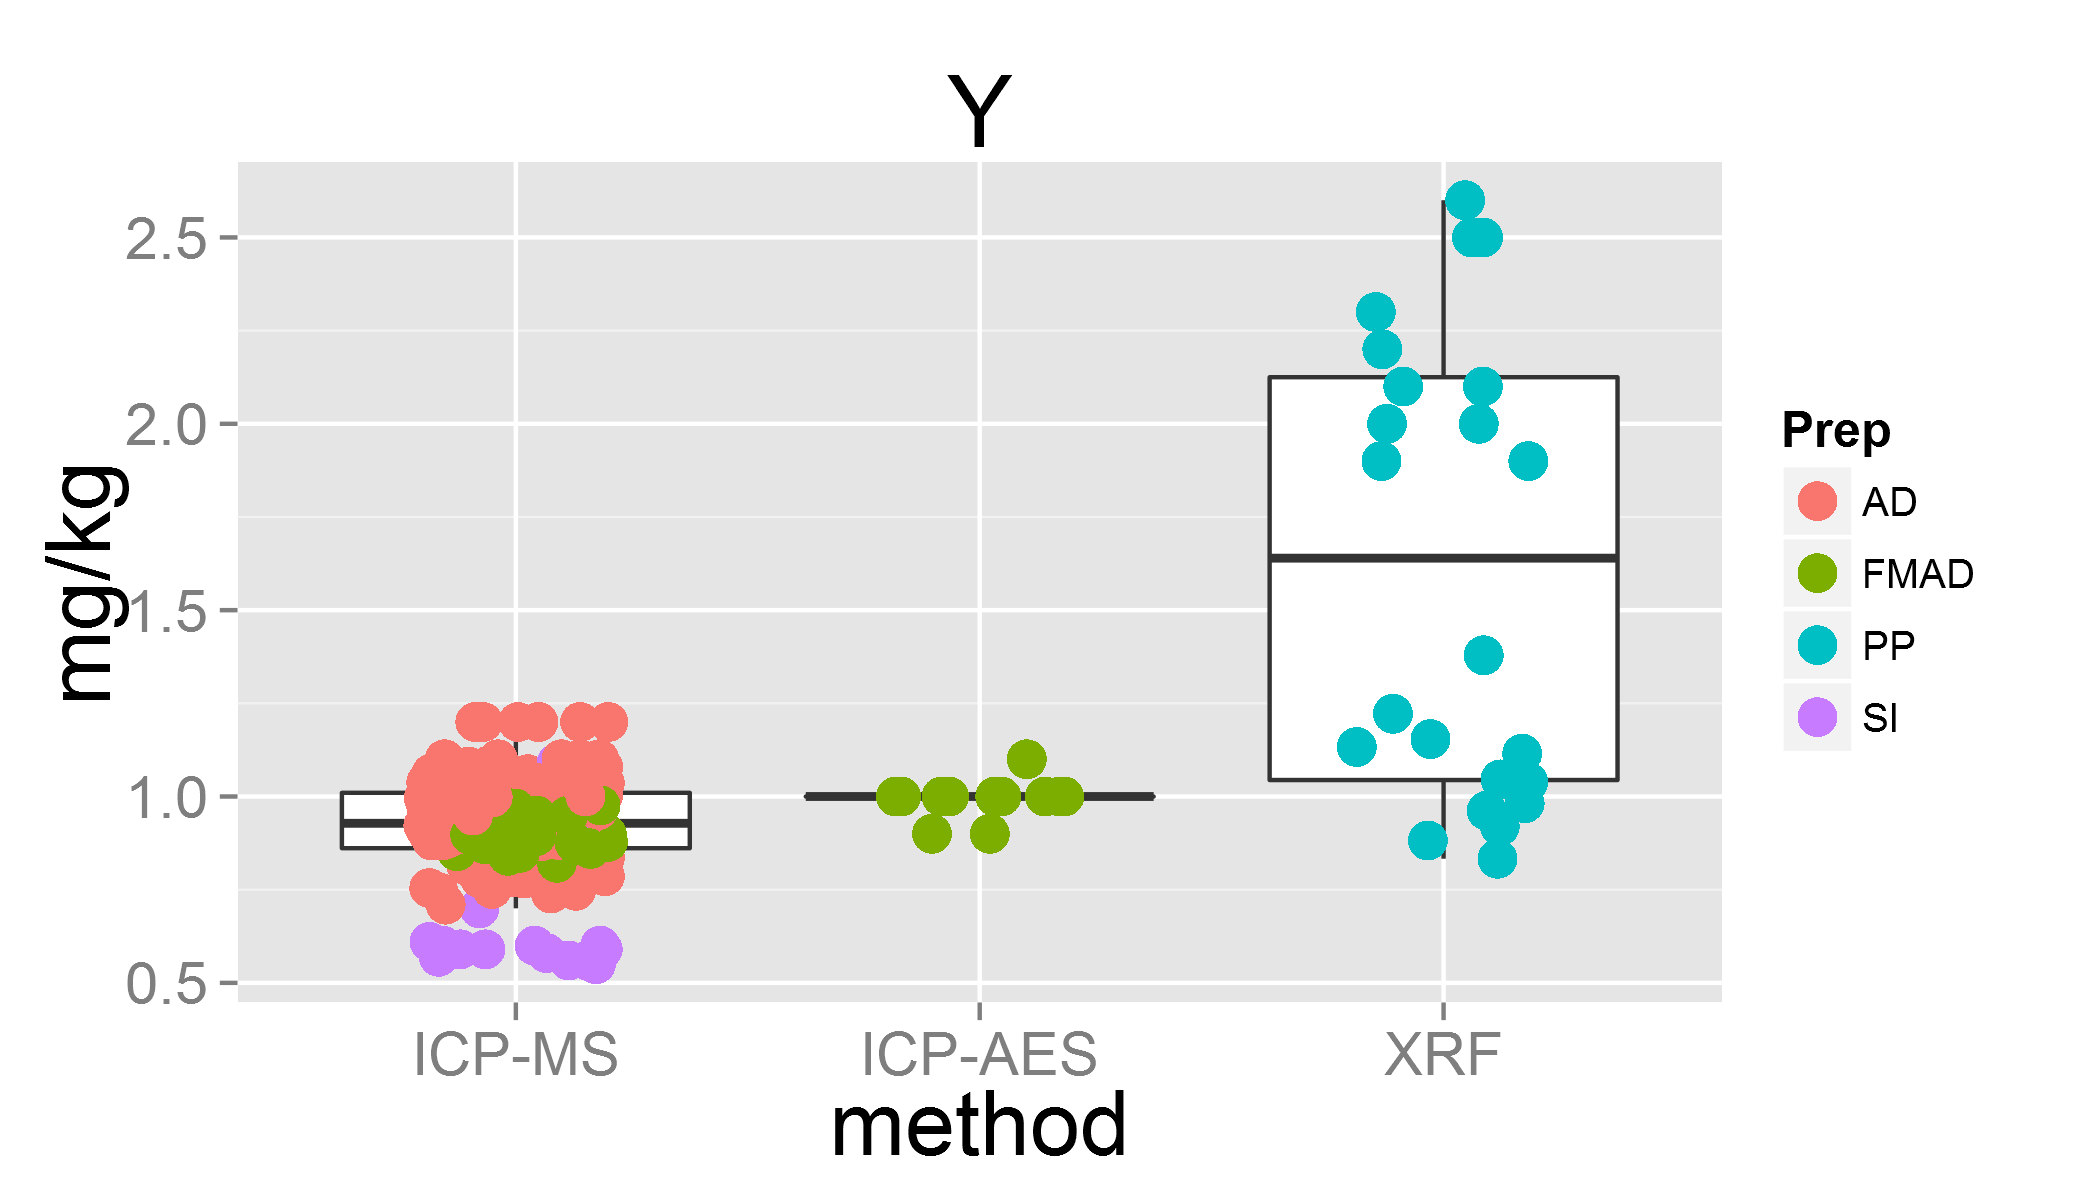 Y
mg/kg
2.5
2.0
1.5
1.0
0.5
ICP-MS
ICP-AES
XRF
method
Prep
AD
FMAD
PP
SI